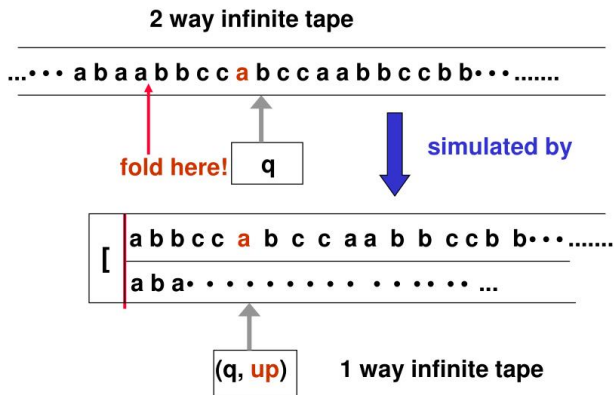 2 way infinite tape
...••• a b a a b b c c a b c c a a b b c c b b•••.......
fold here!
q
simulated by
[
a b b c c a b c c a a b b c c b b•••.......
a b a• • • • • • • • • • • • •• • ...
(q, up)
1 way infinite tape